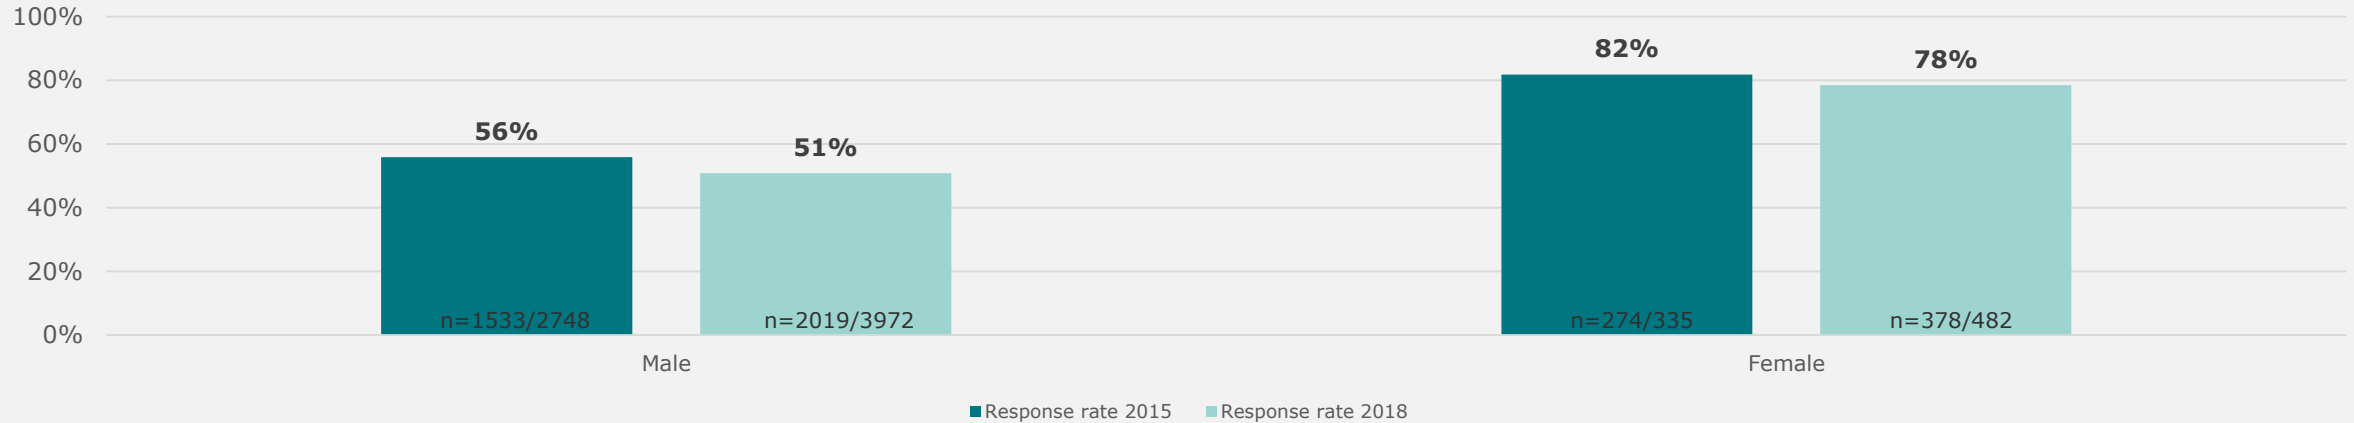 100%
80%
60%
40%
20%
0%
56%
51%
82%
78%
n=1533/2748
n=2019/3972
n=274/335
n=378/482
Male
Female
Response rate 2015
Response rate 2018